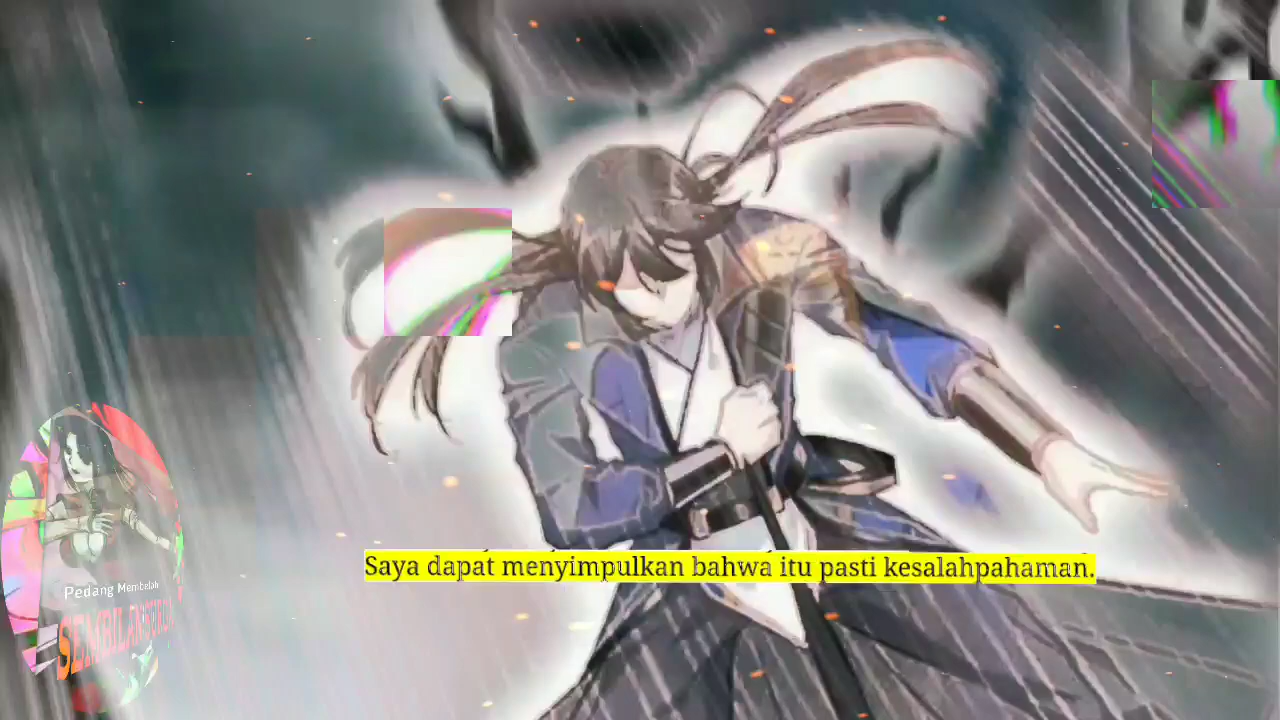 Saya dapat menyimpulkan bahwa itu pasti kesalahpahaman.
Pedang Membelah